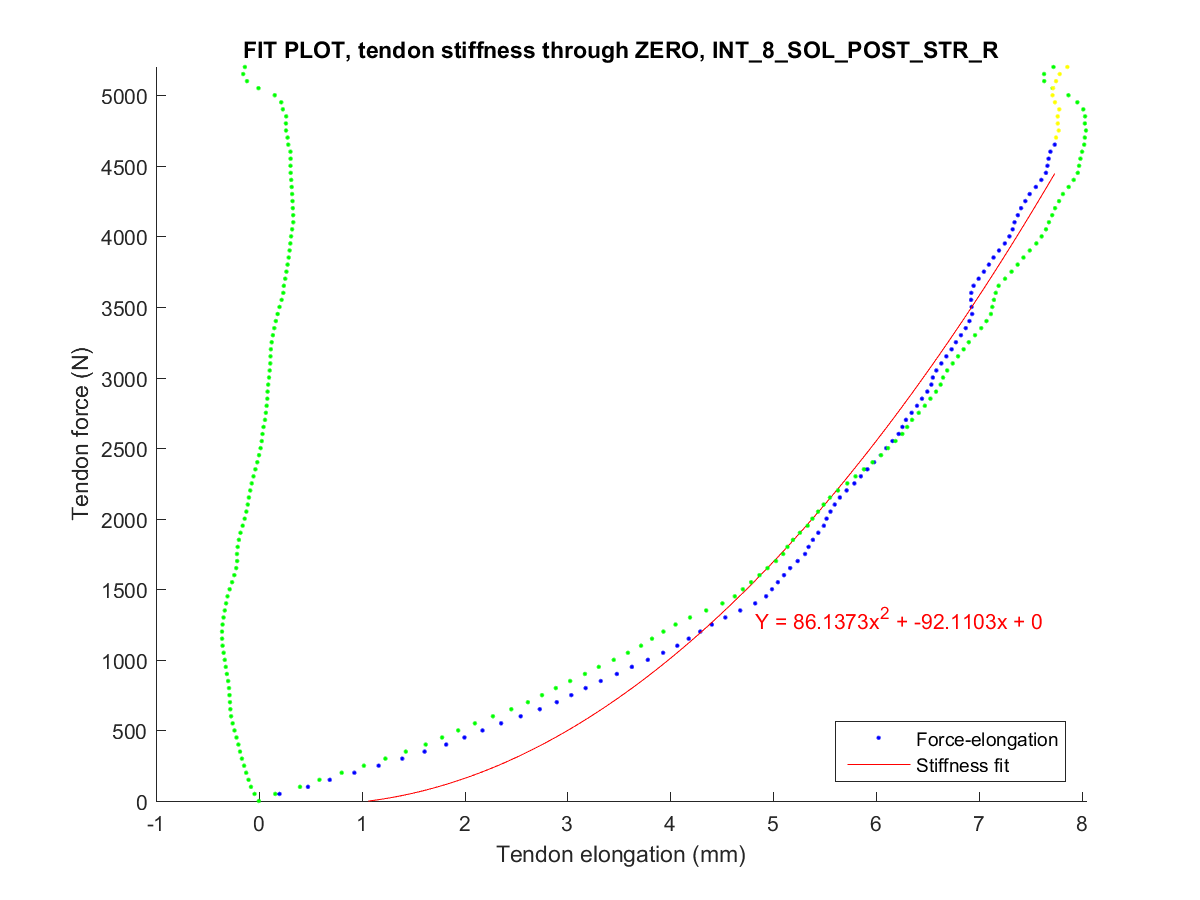 FIT PLOT, tendon stiffness through ZERO, INT_8_SOL_POST_STR_R
5000
4500
4000
3500
3000
2500
2000
1500
1000
500
0
Tendon force (N)
Y = 86.1373x² + -92.1103x + 0
Force-elongation
Stiffness fit
-1 0 1 2 3 4 5 6 7 8
Tendon elongation (mm)